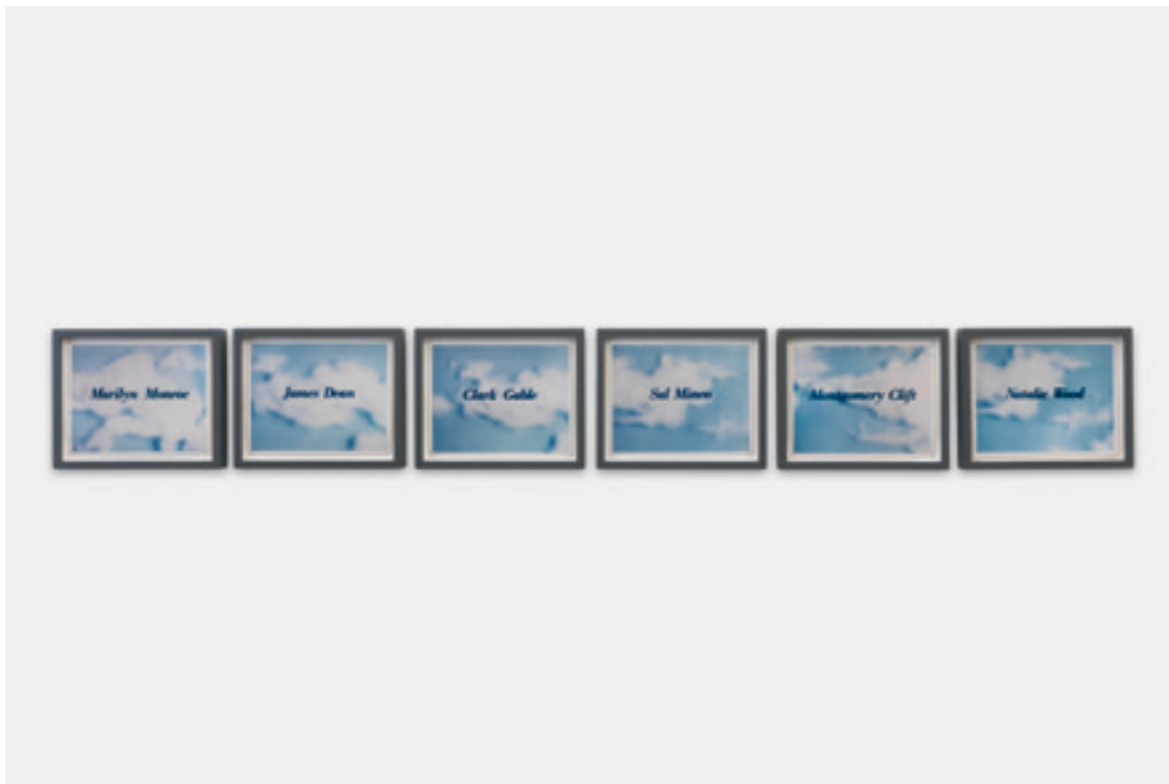 Marilyn Monroe
James Dean
Clark Gable
Sal Mineo
Montgomery Clift
Natalie Wood